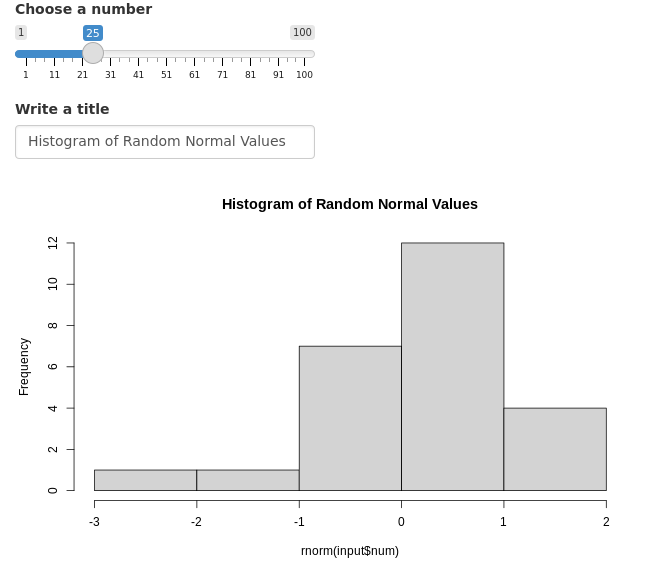 Choose a number
1 25 100
1 11 21 31 41 51 61 71 81 91 100
Write a title
Histogram of Random Normal Values
Histogram of Random Normal Values
12
10
8
6
4
2
0
Frequency
-3 -2 -1 0 1 2
rnorm(input$num)